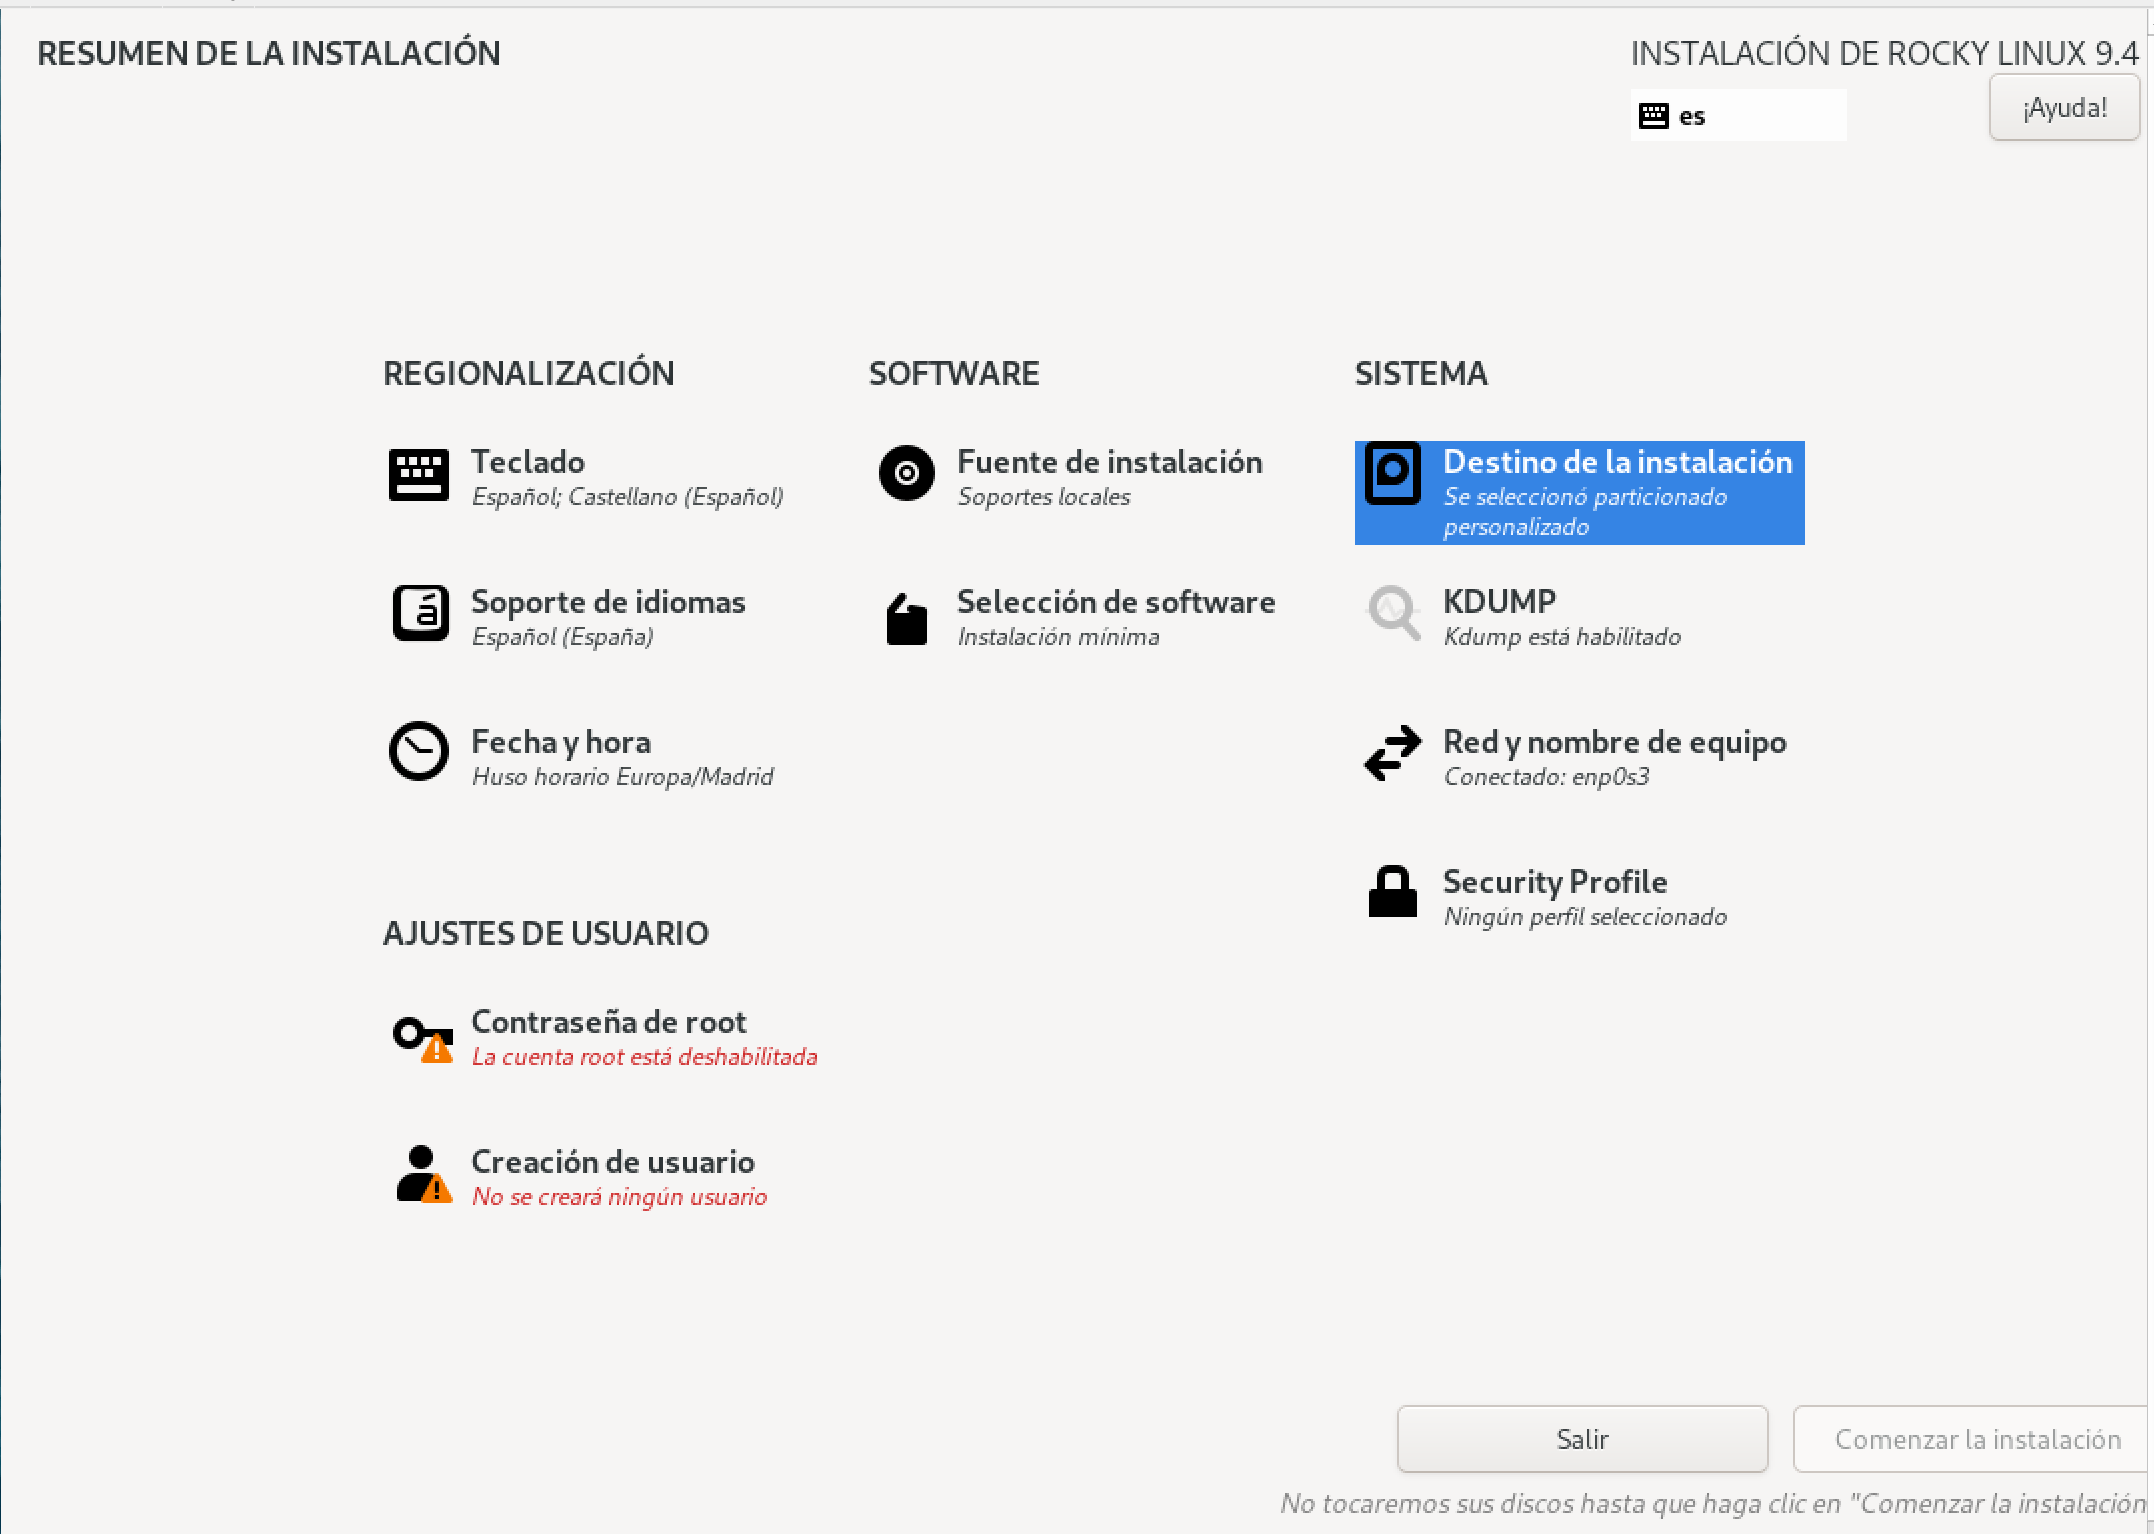 RESUMEN DE LA INSTALACIÓN
INSTALACIÓN DE ROCKY LINUX 9.4
es
¡Ayuda!
REGIONALIZACIÓN
Teclado
Español; Castellano (Español)
Soporte de idiomas
Español (España)
Fecha y hora
Huso horario Europa/Madrid
SOFTWARE
Fuente de instalación
Soportes locales
Selección de software
Instalación mínima
SISTEMA
Destino de la instalación
Se seleccionó particionado
personalizado
KDUMP
Kdump está habilitado
Red y nombre de equipo
Conectado: enp0s3
Security Profile
Ningún perfil seleccionado
AJUSTES DE USUARIO
Contraseña de root
La cuenta root está deshabilitada
Creación de usuario
No se creará ningún usuario
Salir
Comenzar la instalación
No tocaremos sus discos hasta que haga clic en "Comenzar la instalación